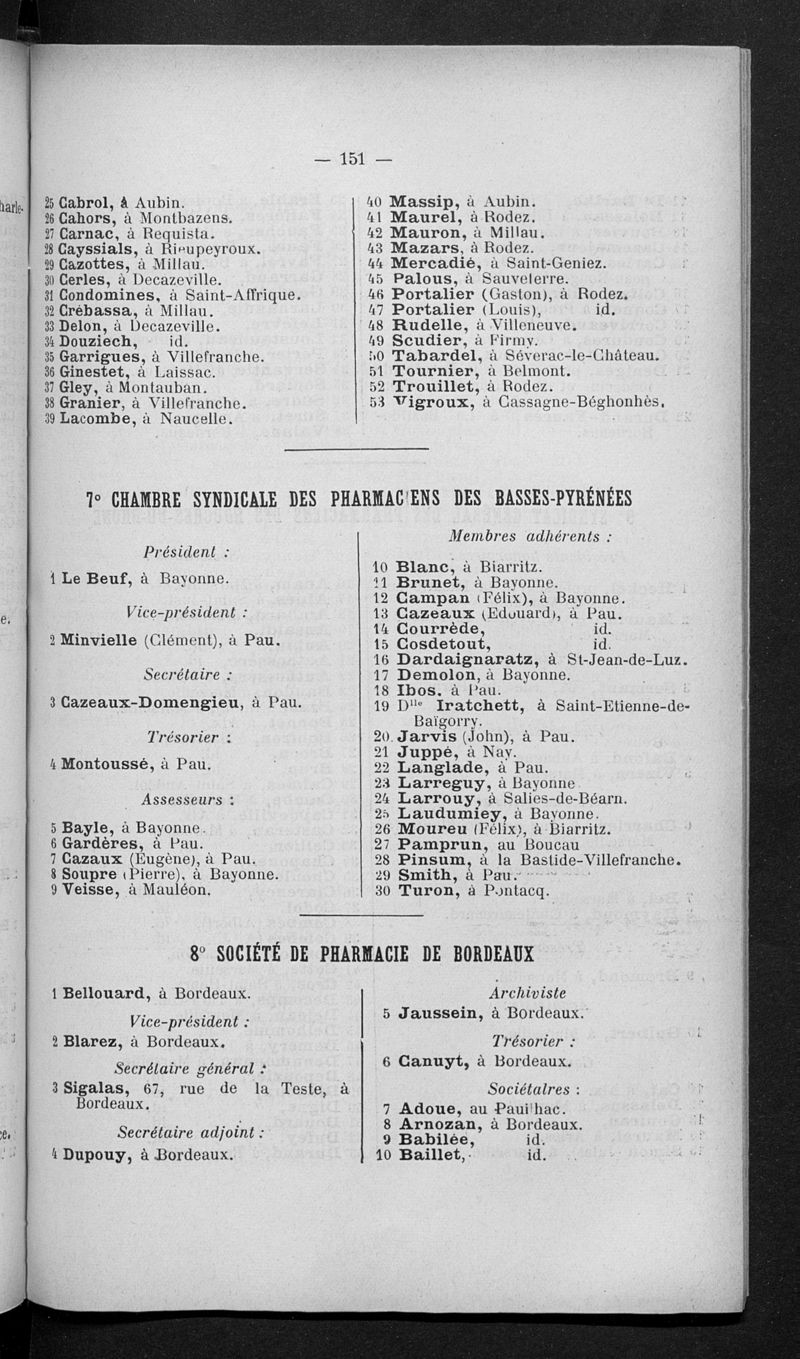 — 151 —
25 Cabrol, à Aubin.
26 Cahors, à Montbazens.
27 Carnac, à Requista.
28 Cayssials, à Rieupeyroux.
29 Cazottes, à Millau.
30 Cerles, à Decazeville.
31 Condomines, à Saint-Affrique.
32 Crébassa, à Millau.
33 Delon, à Decazeville.
34 Douziech, id.
35 Garrigues, à Villefranche.
36 Ginestet, à Laissac.
37 Gley, à Montauban.
38 Granier, à Villefranche.
39 Lacombe, à Naucelle.
40 Massip, à Aubin.
41 Maurel, à Rodez.
42 Mauron, à Millau.
43 Mazars, à Rodez.
44 Mercadié, à Saint-Geniez.
45 Palous, à Sauveterre.
46 Portalier (Gaston), à Rodez.
47 Portalier (Louis), id.
48 Rudelle, à Villeneuve.
49 Scudier, à Firmy.
50 Tabardel, à Séverac-le-Château.
51 Tournier, à Belmont.
52 Trouillet, à Rodez.
53 Vigroux, à Cassagne-Béghonhès.
7° CHAMBRE SYNDICALE DES PHARMACIENS DES BASSES-PYRÉNÉES
Président :
1 Le Beuf, à Bayonne.
Vice-président :
2 Minvielle (Clément), à Pau.
Secrétaire :
3 Cazeaux-Domengieu, à Pau.
Trésorier :
4 Montoussé, à Pau.
Assesseurs :
5 Bayle, à Bayonne.
6 Gardères, à Pau.
7 Cazaux (Eugène), à Pau.
8 Soupre (Pierre), à Bayonne.
9 Veisse, à Mauléon.
Membres adhérents :
10 Blanc, à Biarritz.
11 Brunet, à Bayonne.
12 Campan (Félix), à Bayonne.
13 Cazeaux (Edouard), à Pau.
14 Courrède, id.
15 Cosdetout, id.
16 Dardaignaratz, à St-Jean-de-Luz.
17 Demolon, à Bayonne.
18 Ibos. à Pau.
19 Dlle Iratchett, à Saint-Etienne-de-
Baïgorry.
20 Jarvis (John), à Pau.
21 Juppé, à Nay.
22 Langlade, à Pau.
23 Larreguy, à Bayonne
24 Larrouy, à Salies-de-Béarn.
25 Laudumiey, à Bayonne.
26 Moureu (Félix), à Biarritz.
27 Pamprun, au Boucau
28 Pinsum, à la Bastide-Villefranche.
29 Smith, à Pau.
30 Turon, à Pontacq.
8° SOCIÉTÉ DE PHARMACIE DE BORDEAUX
1 Bellouard, à Bordeaux.
Vice-président :
2 Blarez, à Bordeaux.
Secrétaire général :
3 Sigalas, 67, rue de la Teste, à
Bordeaux.
Secrétaire adjoint :
4 Dupouy, à Bordeaux.
Archiviste
5 Jaussein, à Bordeaux.
Trésorier :
6 Canuyt, à Bordeaux.
Sociétaires :
7 Adoue, au Pauilhac.
8 Arnozan, à Bordeaux.
9 Babilée, id.
10 Baillet, id.